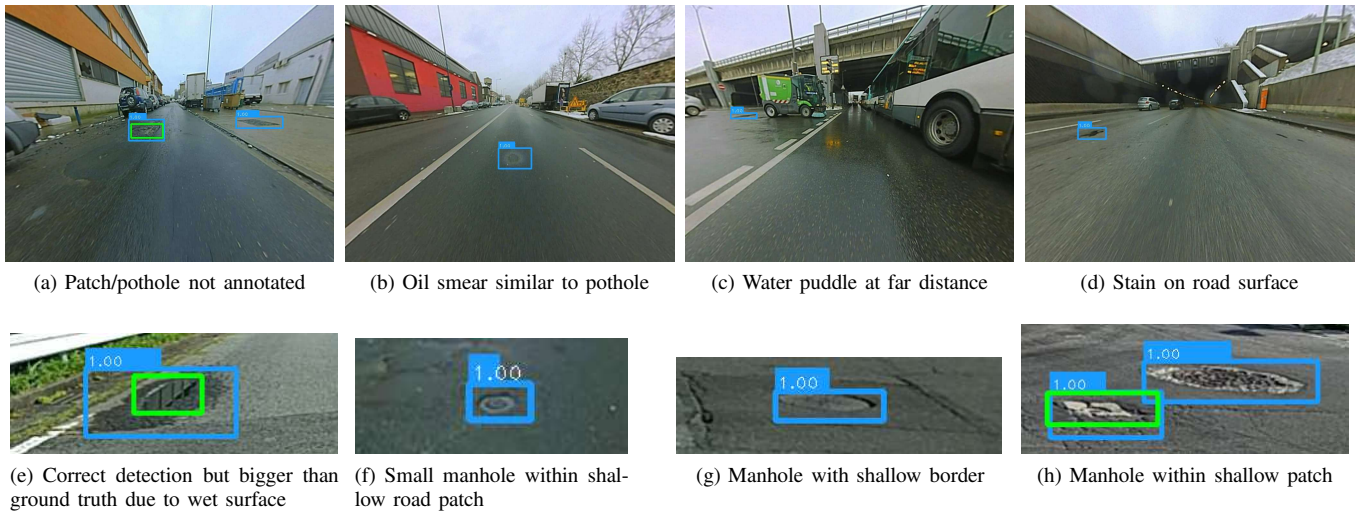 (a) Patch/pothole not annotated
(b) Oil smear similar to pothole
(c) Water puddle at far distance
(d) Stain on road surface
1.00
1.00
1.00
1.00
1.00
(e) Correct detection but bigger than
ground truth due to wet surface
(f) Small manhole within shal-
low road patch
(g) Manhole with shallow border
(h) Manhole within shallow patch